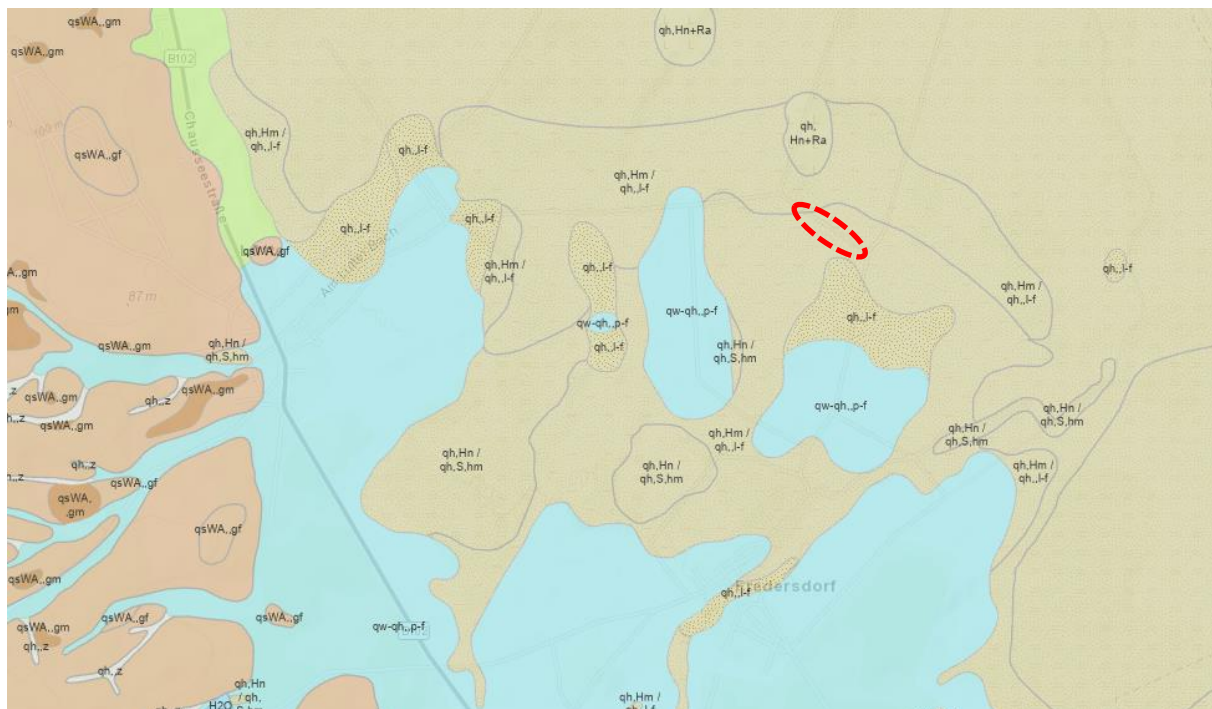 qsWA,,gm
qsWA,,gm
B102
qh,Hn+Ra
100 m
qsWA,,gf
Chausseestraße
qh,Hm /
qh,,l-f
qh,,l-f
qh,
Hn+Ra
qh,Hm /
qh,,l-f
qh,,l-f
qh,,l-f
qsWA,,gf
qh,Hm /
qh,,l-f
qh,,l-f
qh,,l-f
qsWA,,gm
87 m
qh,Hm /
qh,,l-f
qw-qh,,p-f
qw-qh,,p-f
qh,,l-f
qsWA,,gm
qh,Hn /
qh,S,hm
qh,,l-f
qh,Hn /
qh,S,hm
qsWA,,gm
qsWA,,gm
qh,,z
qw-qh,,p-f
qh,Hn /
qh,S,hm
qh,Hn /
qh,S,hm
qh,Hm /
qh,,l-f
qh,Hn /
qh,S,hm
qh,Hn /
qh,S,hm
qh,,z
qsWA,,gf
qh,Hm /
qh,,l-f
qsWA,
,gm
qsWA,,gf
qsWA,,gm
qh,,l-f
Fredersdorf
qsWA,,gf
qsWA,,gf
qsWA,,gm
qw-qh,,p-f
qh,,z
qh,,z
qh,Hn
/ qh,
S,hm
H2O
qh,Hm /
qh,,l-f